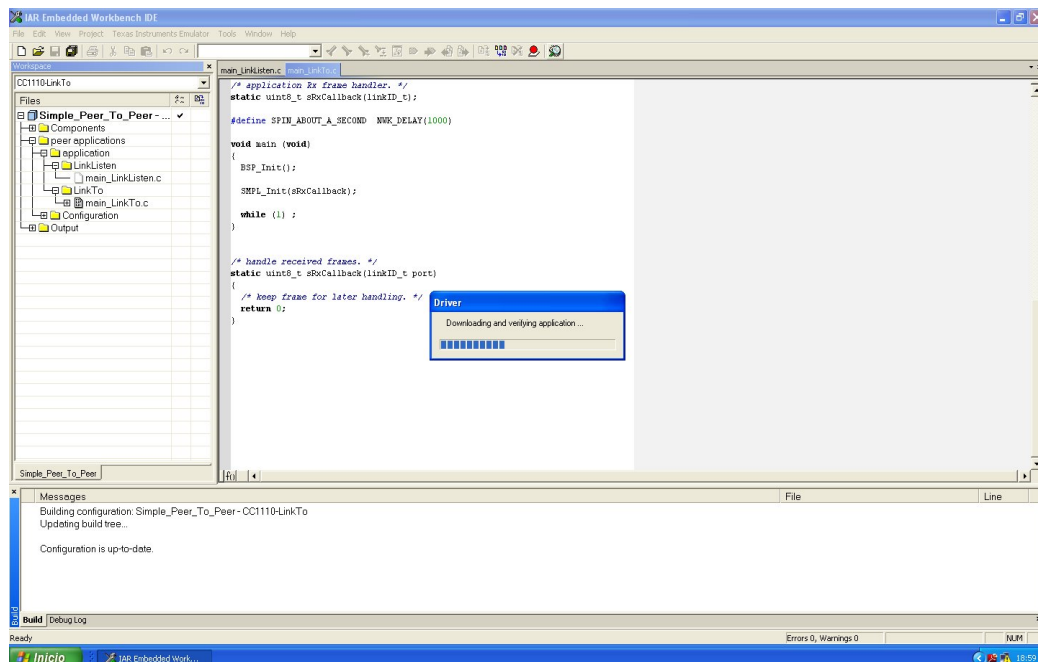 IAR Embedded Workbench IDE
File Edit View Project Texas Instruments Emulator Tools Window Help
Workspace
CC1110-LinkTo
Files
Simple_Peer_To_Peer - ...
Components
peer applications
application
LinkListen
main_LinkListen.c
LinkTo
main_LinkTo.c
Configuration
Output
Simple_Peer_To_Peer
main_LinkListen.c main_LinkTo.c
/* application Rx frame handler. */
static uint8_t sRxCallback(linkID_t);
#define SPIN_ABOUT_A_SECOND NWK_DELAY(1000)
void main (void)
{
BSP_Init();
SMPL_Init(sRxCallback);
while (1) ;
}
/* handle received frames. */
static uint8_t sRxCallback(linkID_t port)
{
/* keep frame for later handling. */
return 0;
}
Driver
Downloading and verifying application ...
f()
Messages File Line
Building configuration: Simple_Peer_To_Peer - CC1110-LinkTo
Updating build tree...
Configuration is up-to-date.
Build
Build Debug Log
Ready Errors 0, Warnings 0 NUM
Inicio IAR Embedded Work... 18:59